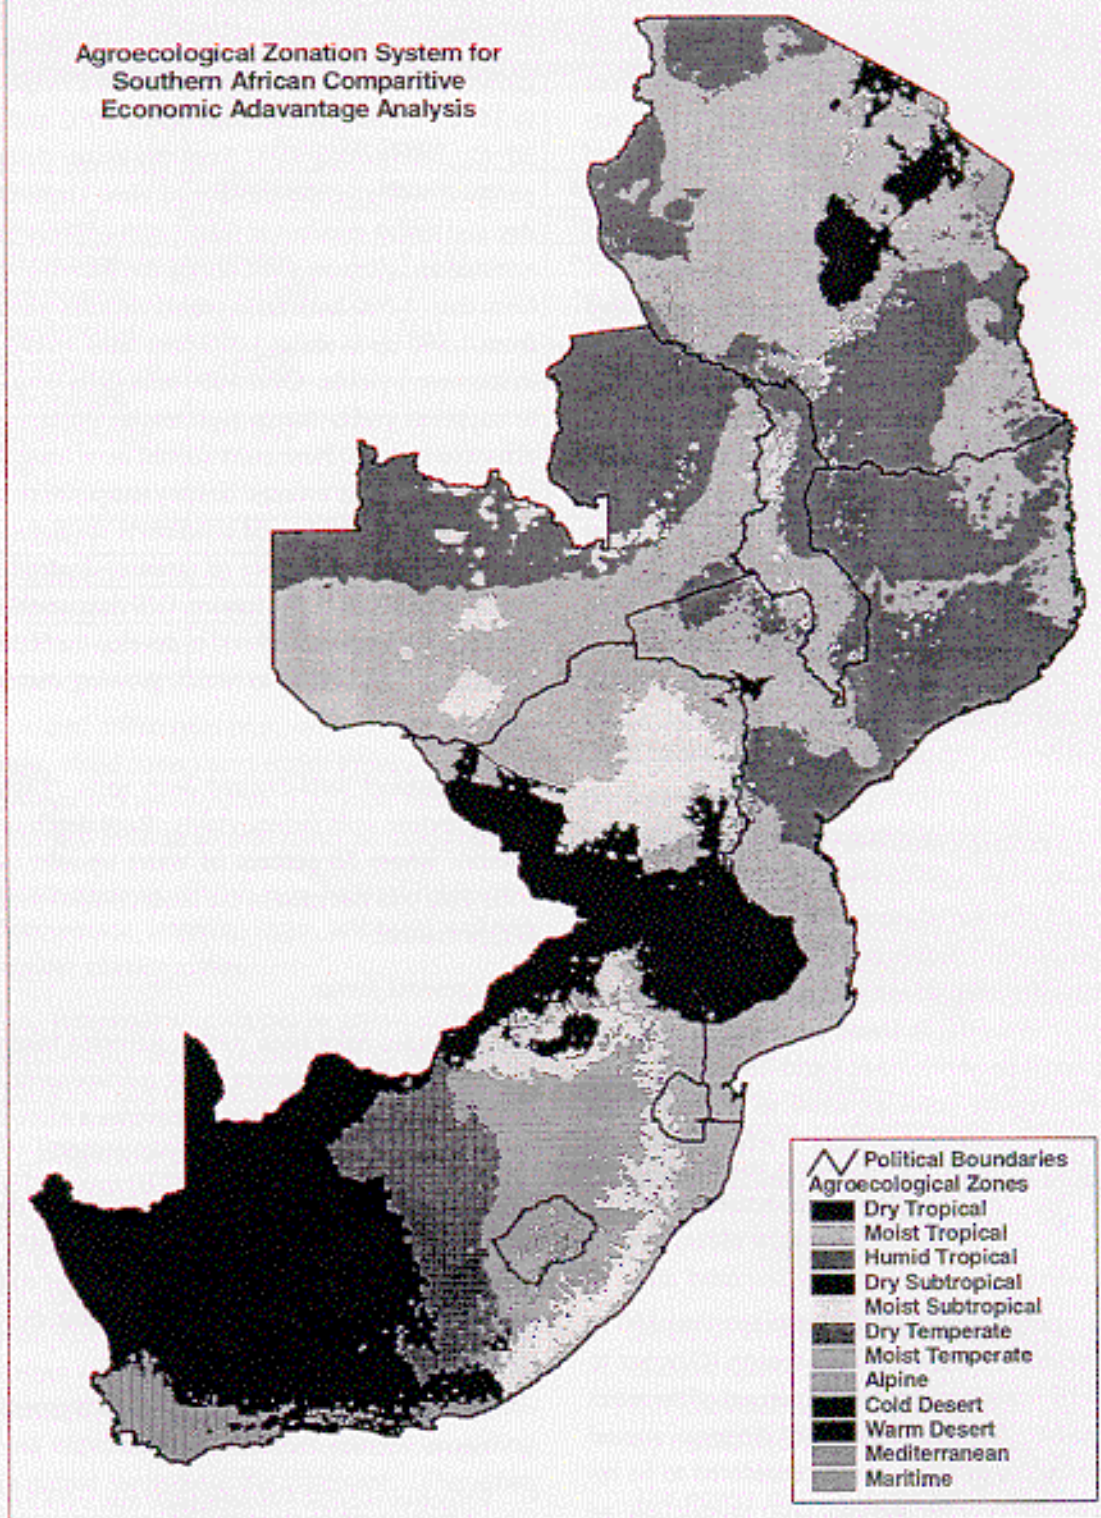 Agroecological Zonation System for
Southern African Comparitive
Economic Adavantage Analysis
Political Boundaries
Agroecological Zones
Dry Tropical
Moist Tropical
Humid Tropical
Dry Subtropical
Moist Subtropical
Dry Temperate
Moist Temperate
Alpine
Cold Desert
Warm Desert
Mediterranean
Maritime